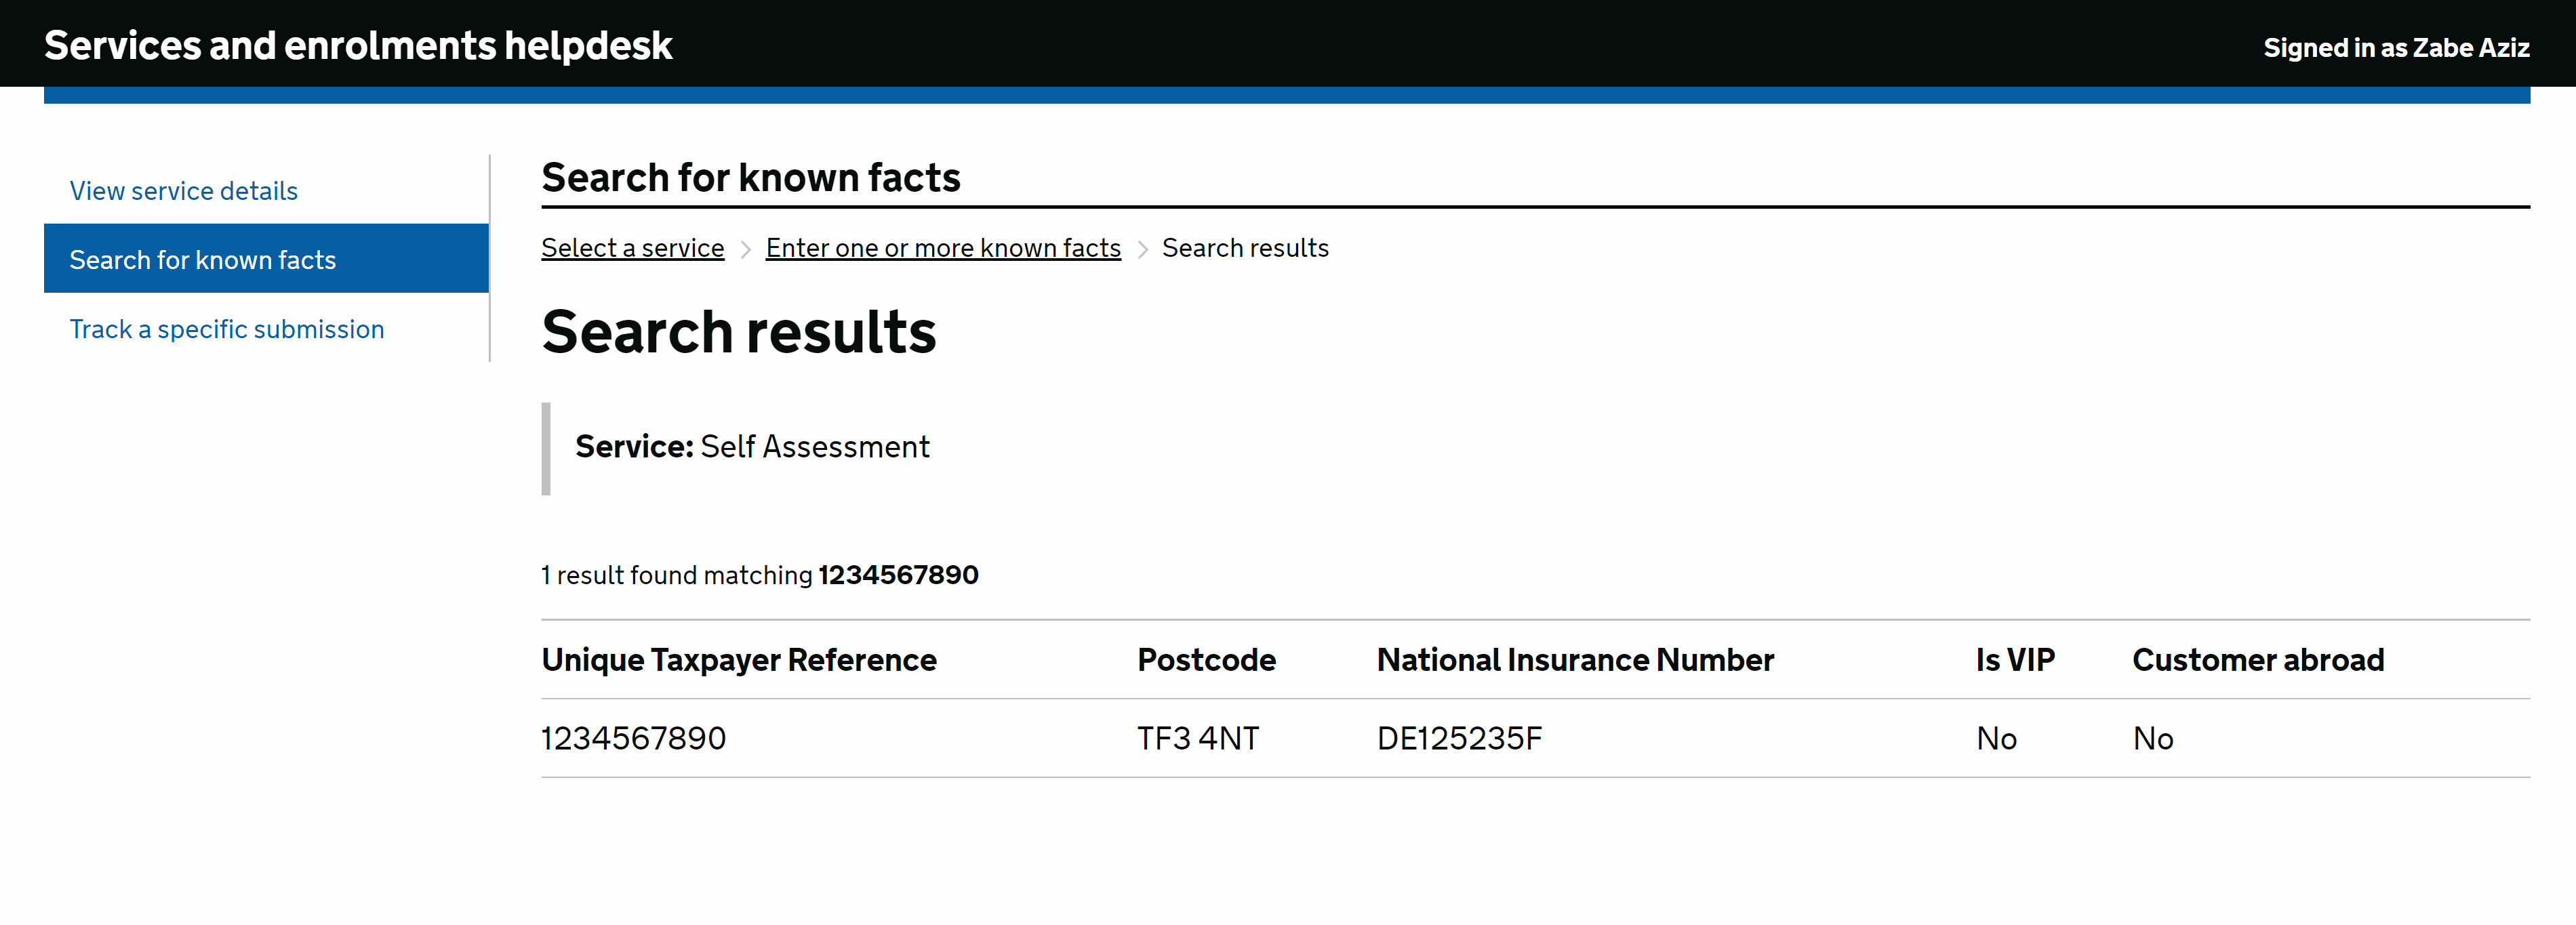 Services and enrolments helpdesk
Signed in as Zabe Aziz
View service details
Search for known facts
Track a specific submission
Search for known facts
Select a service > Enter one or more known facts > Search results
Search results
Service: Self Assessment
1 result found matching 1234567890
Unique Taxpayer Reference Postcode National Insurance Number Is VIP Customer abroad
1234567890 TF3 4NT DE125235F No No